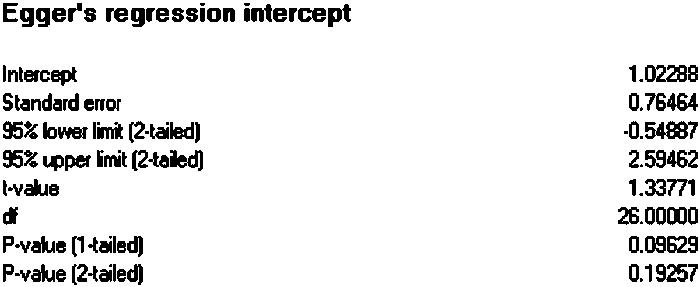 Egger's regression intercept
Intercept 1.02288
Standard error 0.76464
95% lower limit (2-tailed) -0.54887
95% upper limit (2-tailed) 2.59462
t-value 1.33771
df 26.00000
P-value (1-tailed) 0.09629
P-value (2-tailed) 0.19257